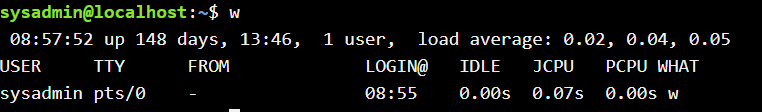 sysadmin@localhost:~$ w
 08:57:52 up 148 days, 13:46,  1 user,  load average: 0.02, 0.04, 0.05
USER     TTY      FROM             LOGIN@   IDLE   JCPU   PCPU WHAT
sysadmin pts/0    -                08:55    0.00s  0.07s  0.00s w